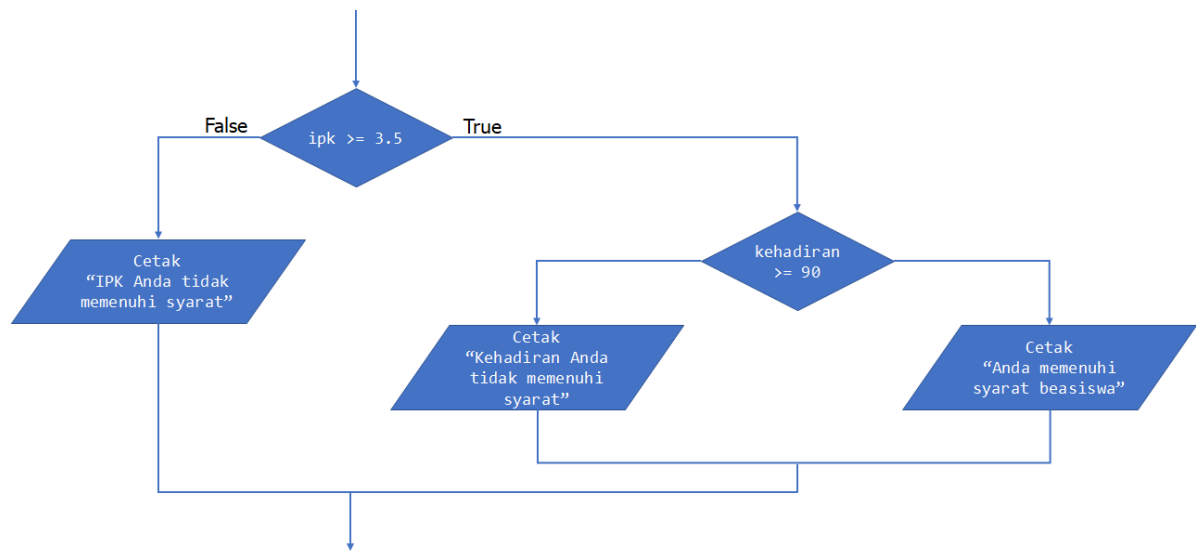 False
True
ipk >= 3.5
kehadiran
>= 90
Cetak
“IPK Anda tidak
memenuhi syarat”
Cetak
“Kehadiran Anda
tidak memenuhi
syarat”
Cetak
“Anda memenuhi
syarat beasiswa”